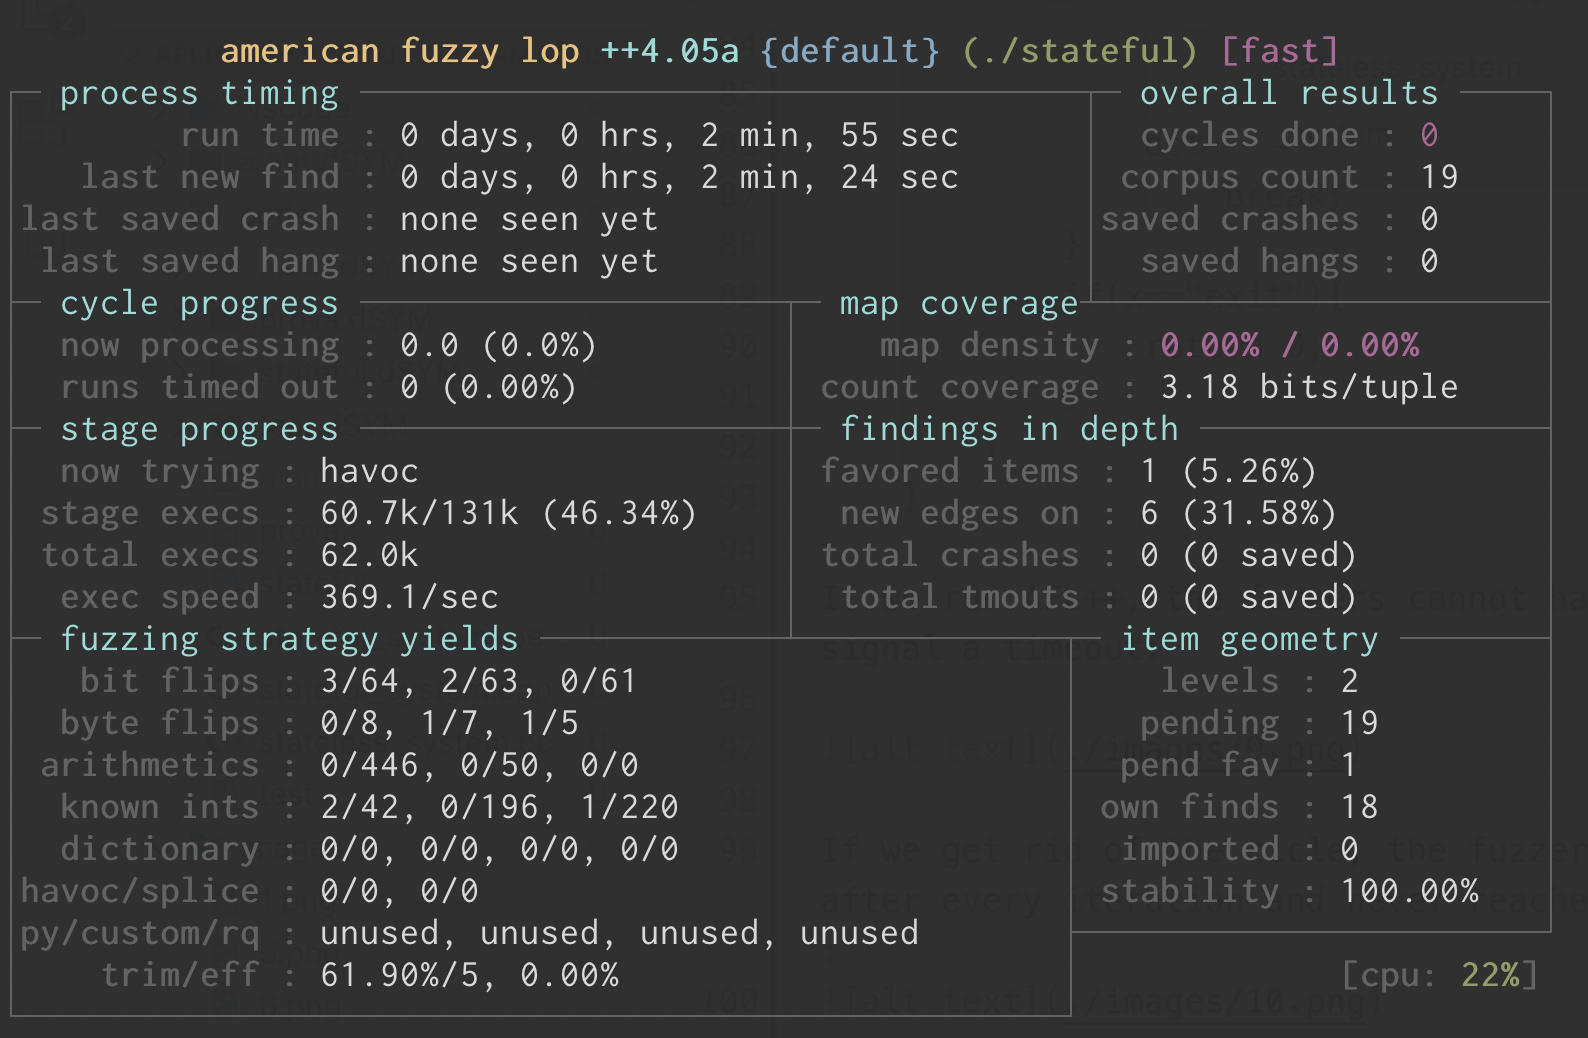 american fuzzy lop ++4.05a {default} (./stateful) [fast]
process timing overall results
run time : 0 days, 0 hrs, 2 min, 55 sec cycles done : 0
last new find : 0 days, 0 hrs, 2 min, 24 sec corpus count : 19
last saved crash : none seen yet saved crashes : 0
last saved hang : none seen yet saved hangs : 0
cycle progress map coverage
now processing : 0.0 (0.0%) map density : 0.00% / 0.00%
runs timed out : 0 (0.00%) count coverage : 3.18 bits/tuple
stage progress findings in depth
now trying : havoc favored items : 1 (5.26%)
stage execs : 60.7k/131k (46.34%) new edges on : 6 (31.58%)
total execs : 62.0k total crashes : 0 (0 saved)
exec speed : 369.1/sec total tmouts : 0 (0 saved)
fuzzing strategy yields item geometry
bit flips : 3/64, 2/63, 0/61 levels : 2
byte flips : 0/8, 1/7, 1/5 pending : 19
arithmetics : 0/446, 0/50, 0/0 pend fav : 1
known ints : 2/42, 0/196, 1/220 own finds : 18
dictionary : 0/0, 0/0, 0/0, 0/0 imported : 0
havoc/splice : 0/0, 0/0 stability : 100.00%
py/custom/rq : unused, unused, unused, unused
trim/eff : 61.90%/5, 0.00% [cpu: 22%]